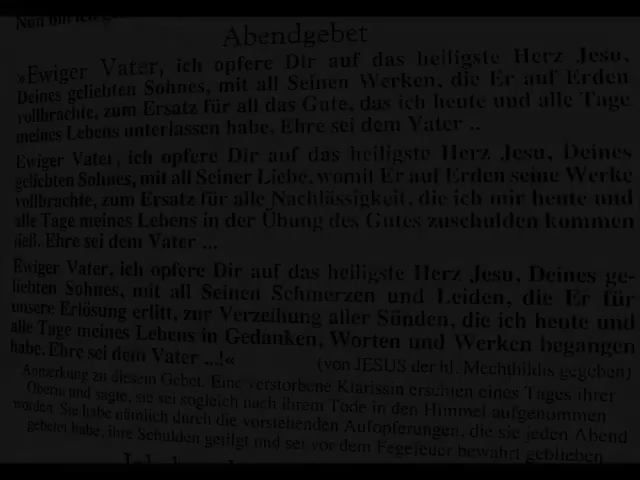 Nun bin ich
Abendgebet
»Ewiger Vater, ich opfere Dir auf das heiligste Herz Jesu,
Deines geliebten Sohnes, mit all Seinen Werken, die Er auf Erden
vollbrachte, zum Ersatz für all das Gute, das ich heute und alle Tage
meines Lebens unterlassen habe. Ehre sei dem Vater ..
Ewiger Vater, ich opfere Dir auf das heiligste Herz Jesu, Deines
geliebten Sohnes, mit all Seiner Liebe, womit Er auf Erden seine Werke
vollbrachte, zum Ersatz für alle Nachlässigkeit, die ich mir heute und
alle Tage meines Lebens in der Übung des Gutes zuschulden kommen
ließ. Ehre sei dem Vater ...
Ewiger Vater, ich opfere Dir auf das heiligste Herz Jesu, Deines ge-
liebten Sohnes, mit all Seinen Schmerzen und Leiden, die Er für
unsere Erlösung erlitt, zur Verzeihung aller Sünden, die ich heute und
alle Tage meines Lebens in Gedanken, Worten und Werken begangen
habe. Ehre sei dem Vater ...!«
(von JESUS der hl. Mechthildis gegeben)
Anmerkung zu diesem Gebet. Eine verstorbene Klarissin erschien eines Tages ihrer
Oberin und sagte, sie sei sogleich nach ihrem Tode in den Himmel aufgenommen
worden. Sie habe nämlich durch die vorstehenden Aufopferungen, die sie jeden Abend
gebetet habe, ihre Schulden getilgt und sei vor dem Fegefeuer bewahrt geblieben